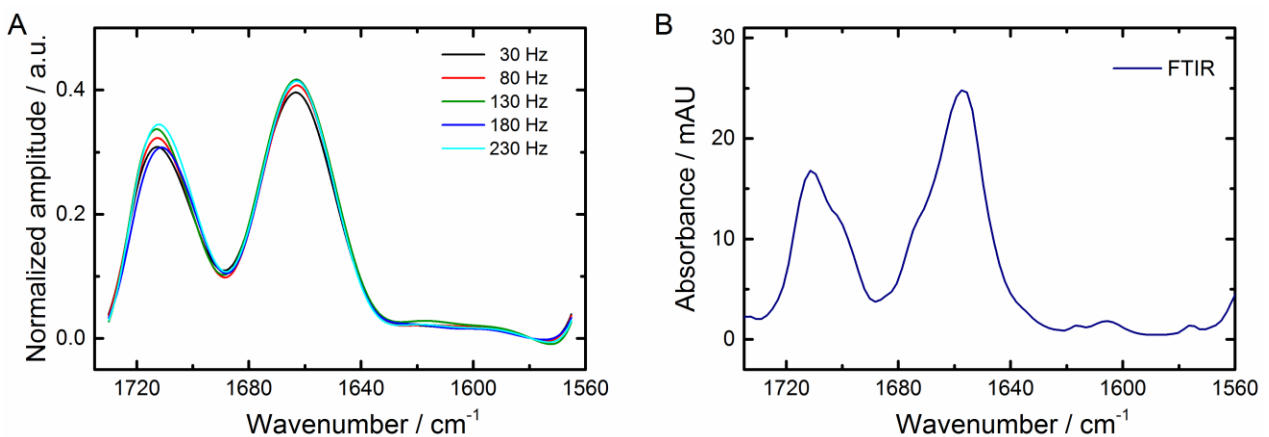 A
Normalized amplitude / a.u.
0.4
0.2
0.0
30 Hz
80 Hz
130 Hz
180 Hz
230 Hz
1720
1680
1640
1600
1560
Wavenumber / cm⁻¹
B
Absorbance / mAU
30
20
10
0
FTIR
1720
1680
1640
1600
1560
Wavenumber / cm⁻¹